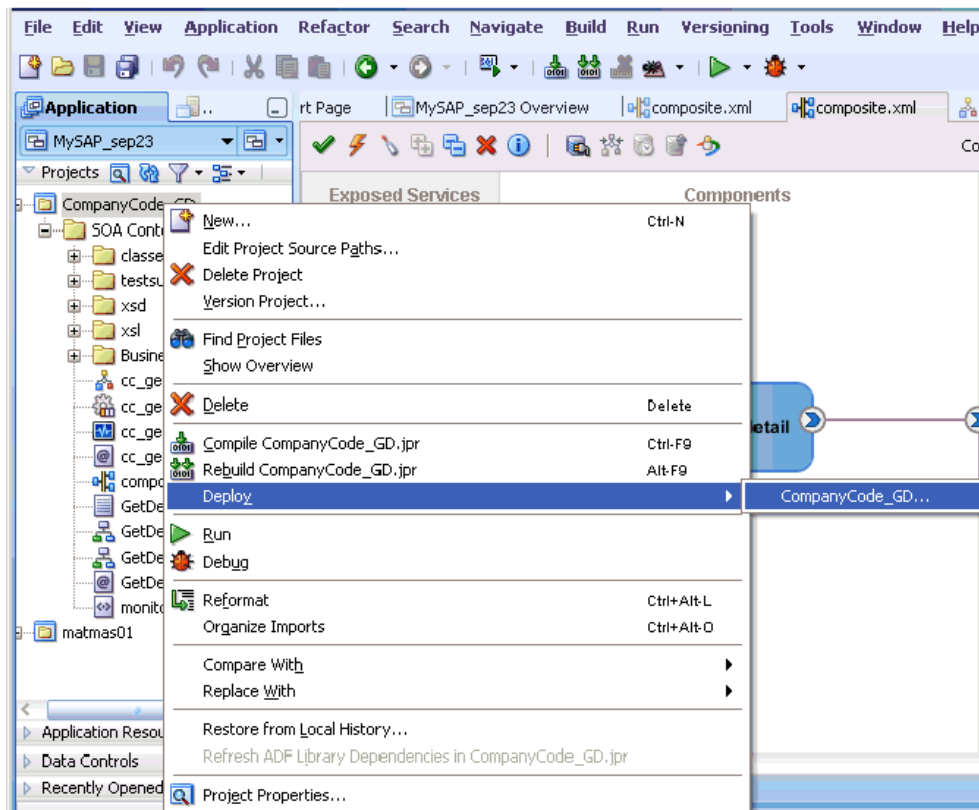 File Edit View Application Refactor Search Navigate Build Run Versioning Tools Window Help
Application .. rt Page MySAP_sep23 Overview composite.xml composite.xml
MySAP_sep23 Co
Projects
Exposed Services Components
CompanyCode_GD
SOA Cont
classe
testsu
xsd
xsl
Busine
cc_ge
cc_ge
cc_ge
cc_ge
compo
GetDe
GetDe
GetDe
GetDe
monito
matmas01
Application Resou
Data Controls
Recently Opened
New... Ctrl-N
Edit Project Source Paths...
Delete Project
Version Project...
Find Project Files
Show Overview
Delete Delete
Compile CompanyCode_GD.jpr Ctrl-F9
Rebuild CompanyCode_GD.jpr Alt-F9
Deploy CompanyCode_GD...
Run
Debug
Reformat Ctrl+Alt-L
Organize Imports Ctrl+Alt-O
Compare With
Replace With
Restore from Local History...
Refresh ADF Library Dependencies in CompanyCode_GD.jpr
Project Properties...
etail